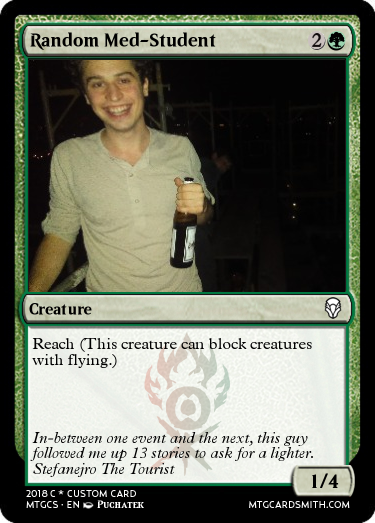 Random Med-Student 2
Creature
Reach (This creature can block creatures
with flying.)
In-between one event and the next, this guy
followed me up 13 stories to ask for a lighter.
Stefanejro The Tourist
1/4
2018 C * CUSTOM CARD
MTGCS • EN PUCHATEK
MTGCARDSMITH.COM